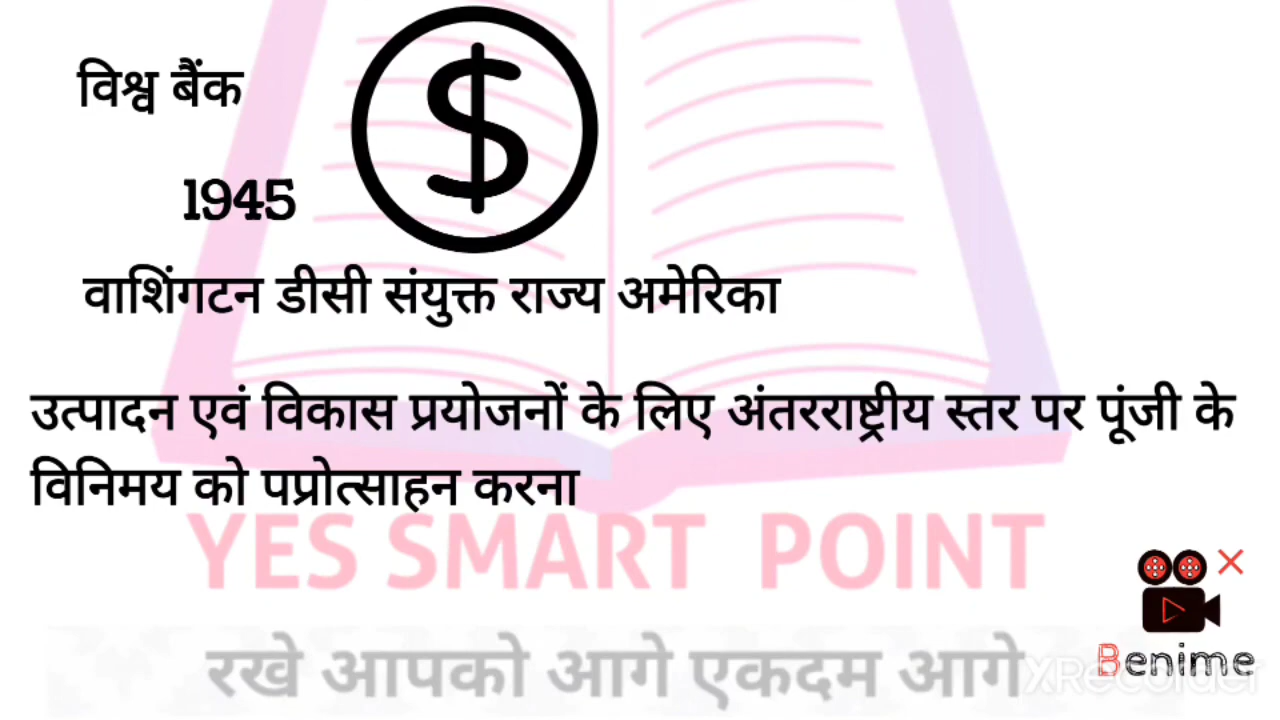 विश्व बैंक
$
1945
वाशिंगटन डीसी संयुक्त राज्य अमेरिका
उत्पादन एवं विकास प्रयोजनों के लिए अंतरराष्ट्रीय स्तर पर पूंजी के
विनिमय को पप्रोत्साहन करना
YES SMART POINT
रखे आपको आगे एकदम आगे
XRecorder
Benime